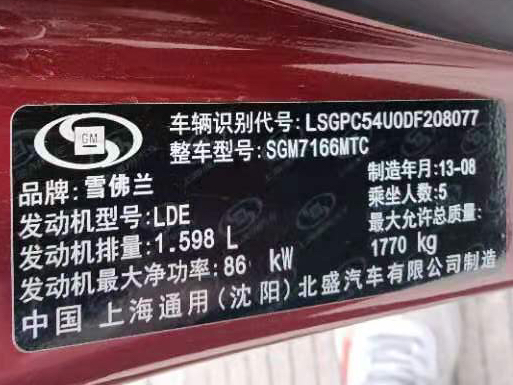 GM
车辆识别代号: LSGPC54U0DF208077
整车型号: SGM7166MTC
品牌: 雪佛兰
制造年月: 13-08
发动机型号: LDE
乘坐人数: 5
发动机排量: 1.598 L
最大允许总质量:
1770 kg
发动机最大净功率: 86 kW
中国 上海通用(沈阳)北盛汽车有限公司制造